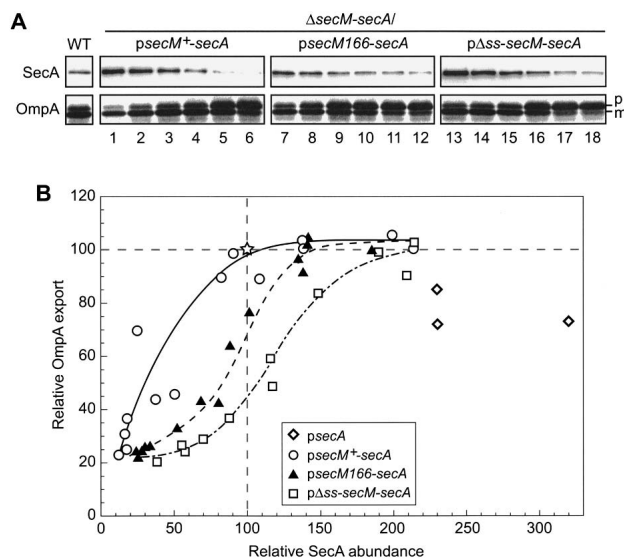 A
ΔsecM-secA/
WT psecM+-secA psecM166-secA pΔss-secM-secA
SecA
OmpA p
m
1 2 3 4 5 6 7 8 9 10 11 12 13 14 15 16 17 18
B
120
100
80
60
40
20
0
Relative OmpA export
psecA
psecM+-secA
psecM166-secA
pΔss-secM-secA
0 50 100 150 200 250 300
Relative SecA abundance